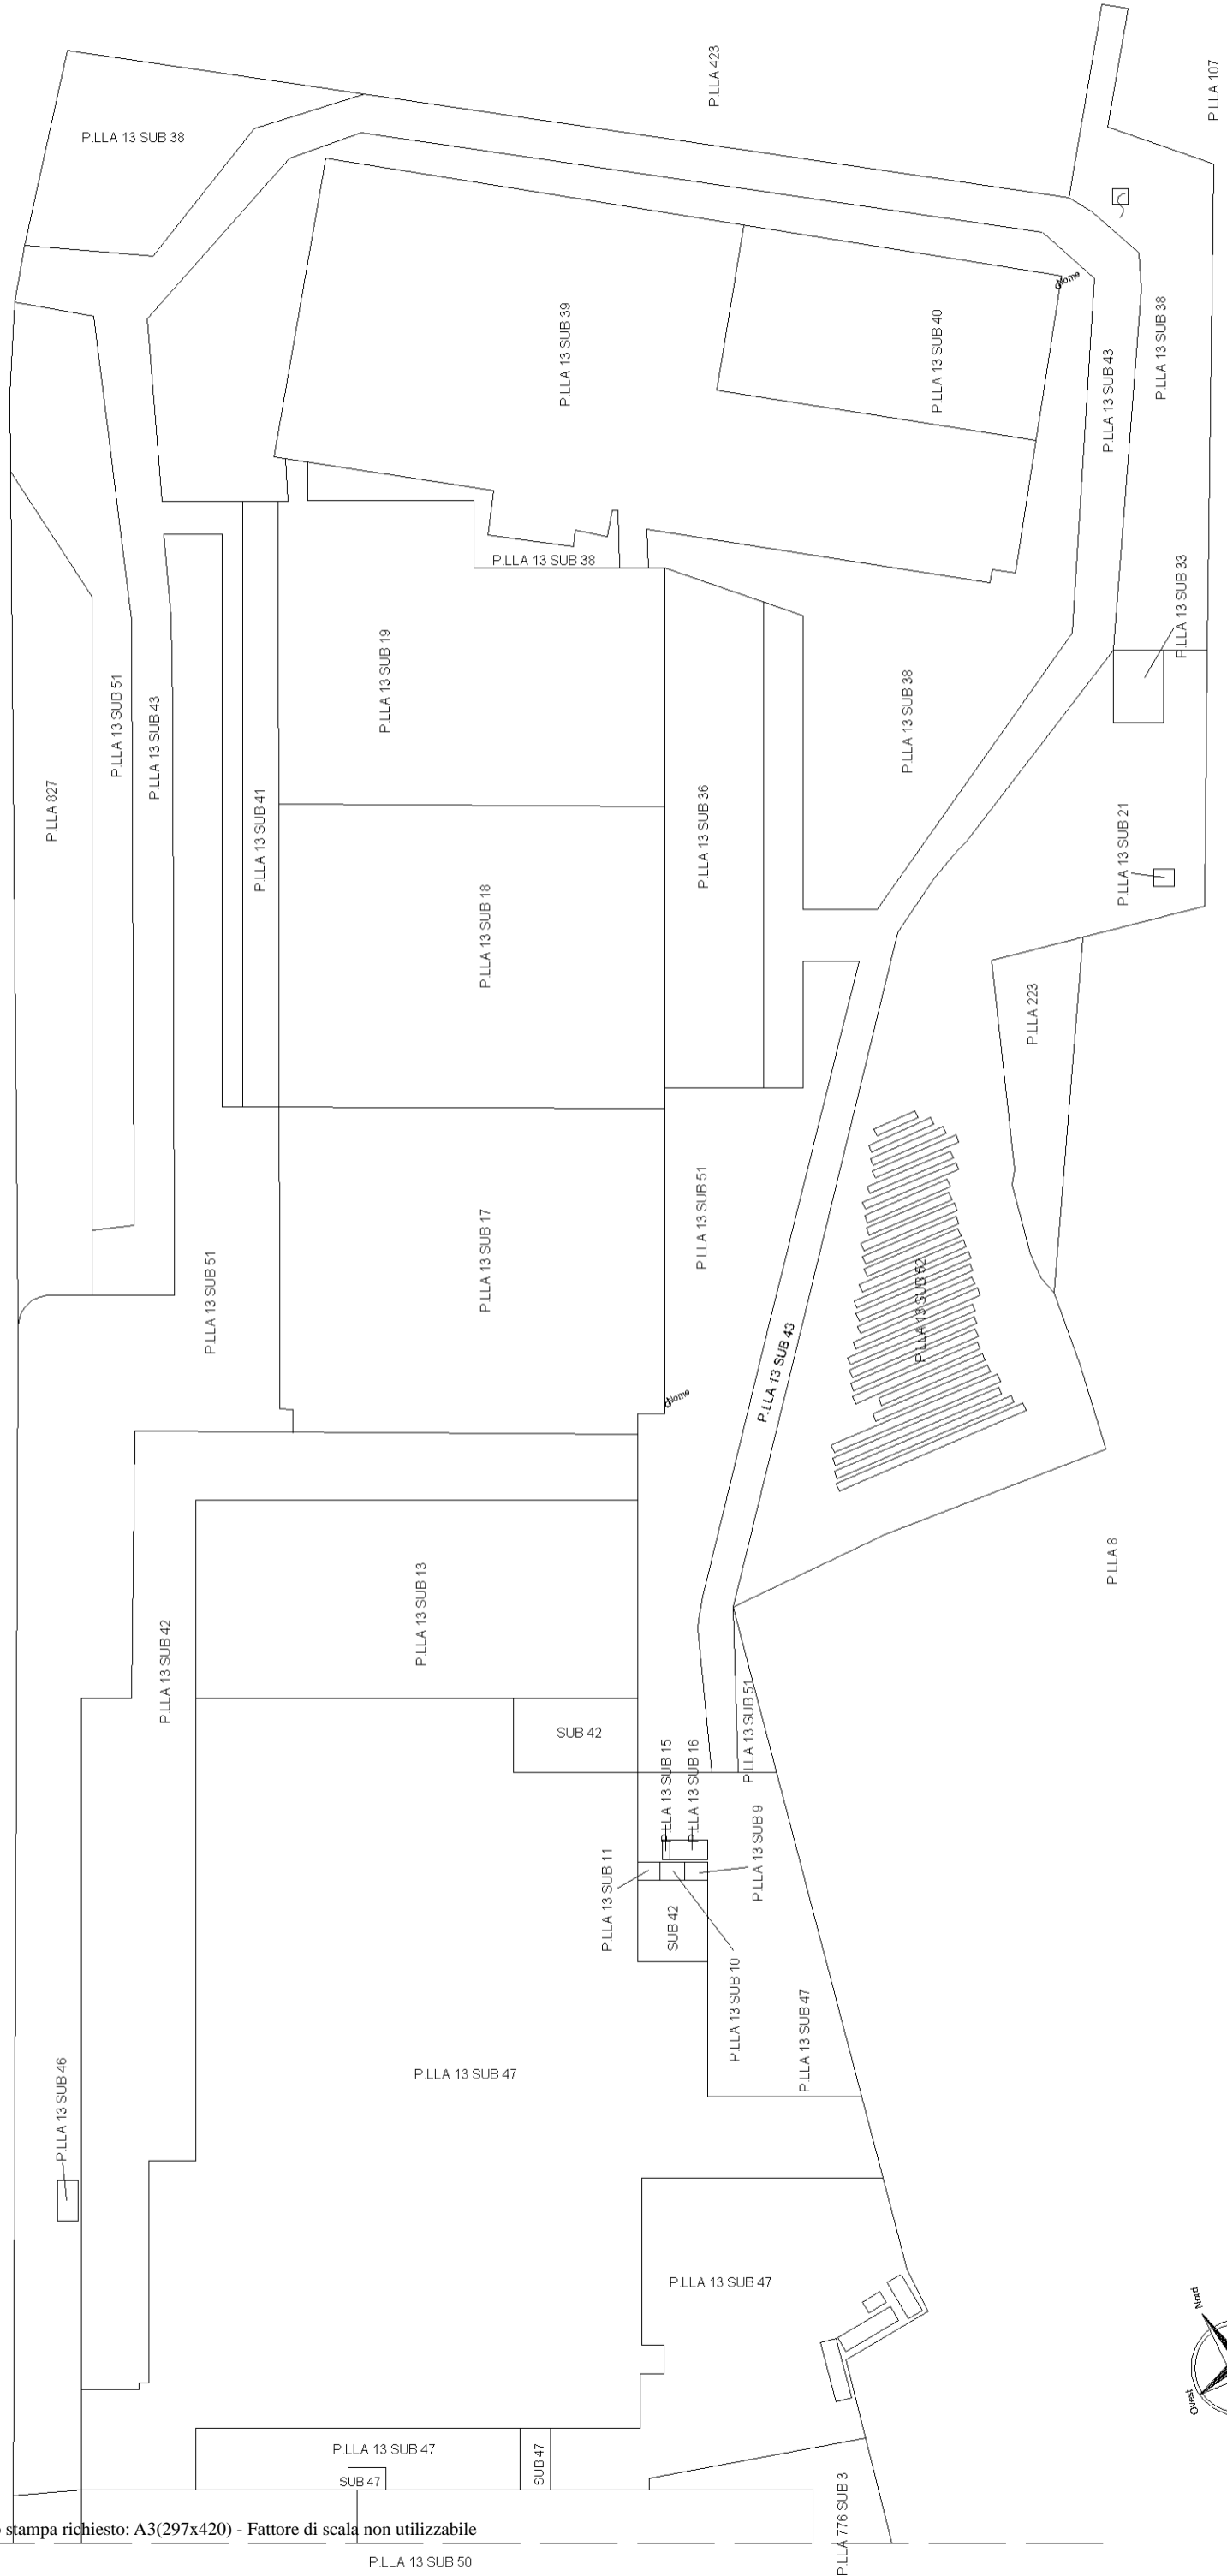 P.LLA 423
P.LLA 107
P.LLA 13 SUB 38
Nome
P.LLA 13 SUB 39
P.LLA 13 SUB 40
P.LLA 13 SUB 43
P.LLA 13 SUB 38
P.LLA 13 SUB 38
P.LLA 13 SUB 33
P.LLA 13 SUB 19
P.LLA 13 SUB 51
P.LLA 13 SUB 43
P.LLA 13 SUB 38
P.LLA 827
P.LLA 13 SUB 41
P.LLA 13 SUB 36
P.LLA 13 SUB 21
P.LLA 13 SUB 18
P.LLA 223
P.LLA 13 SUB 51
P.LLA 13 SUB 17
P.LLA 13 SUB 51
P.LLA 13 SUB 52
P.LLA 13 SUB 43
Nome
P.LLA 8
P.LLA 13 SUB 13
P.LLA 13 SUB 42
SUB 42
P.LLA 13 SUB 51
P.LLA 13 SUB 15
P.LLA 13 SUB 16
P.LLA 13 SUB 9
P.LLA 13 SUB 11
SUB 42
P.LLA 13 SUB 10
P.LLA 13 SUB 47
P.LLA 13 SUB 47
P.LLA 13 SUB 46
P.LLA 13 SUB 47
Nord
Ovest
P.LLA 13 SUB 47
SUB 47
SUB 47
P.LLA 776 SUB 3
stampa richiesto: A3(297x420) - Fattore di scala non utilizzabile
P.LLA 13 SUB 50